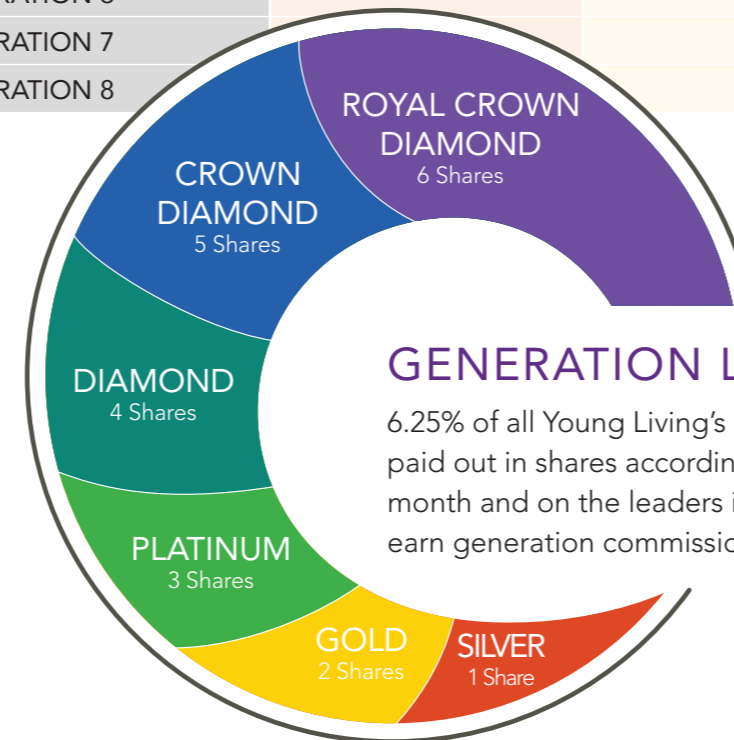 RATION 7
RATION 8
ROYAL CROWN
DIAMOND
6 Shares
CROWN
DIAMOND
5 Shares
DIAMOND
4 Shares
GENERATION L
6.25% of all Young Living's
paid out in shares accordin
month and on the leaders i
earn generation commissio
PLATINUM
3 Shares
GOLD
2 Shares
SILVER
1 Share